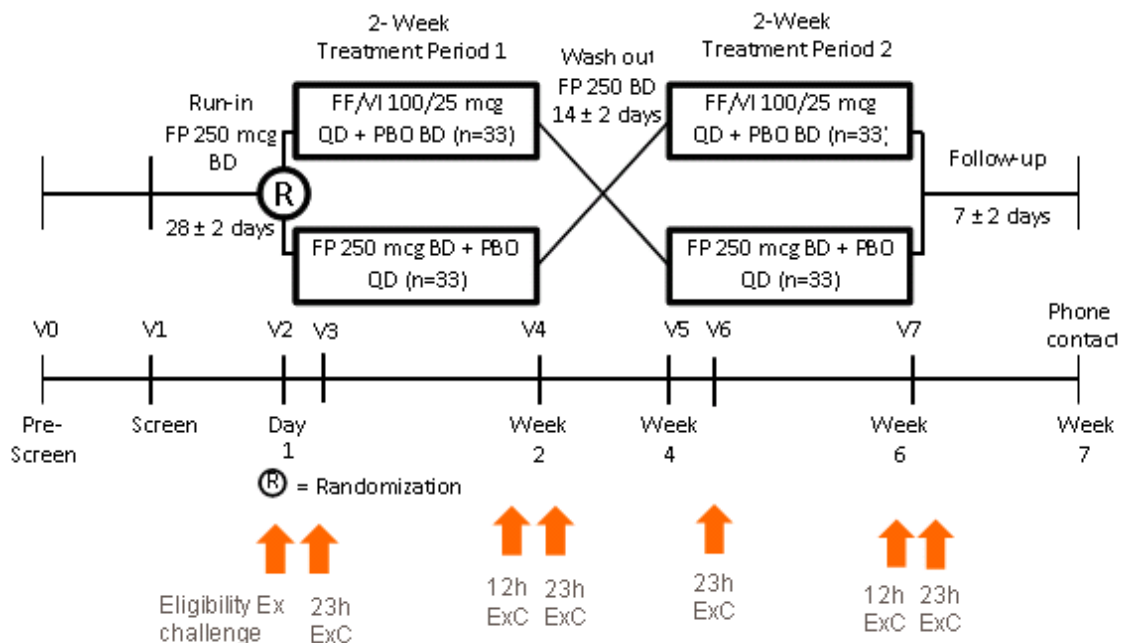 2- Week
Treatment Period 1
Wash out
FP 250 BD
14 ± 2 days
2-Week
Treatment Period 2
Run-in
FP 250 mcg
BD
28 ± 2 days
R
FF/VI 100/25 mcg
QD + PBO BD (n=33)
FP 250 mcg BD + PBO
QD (n=33)
FF/VI 100/25 mcg
QD + PBO BD (n=33)
FP 250 mcg BD + PBO
QD (n=33)
Follow-up
7 ± 2 days
V0
V1
V2
V3
V4
V5
V6
V7
Phone
contact
Pre-
Screen
Screen
Day
1
Week
2
Week
4
Week
6
Week
7
R = Randomization
Eligibility Ex
challenge
23h
ExC
12h
ExC
23h
ExC
23h
ExC
12h
ExC
23h
ExC